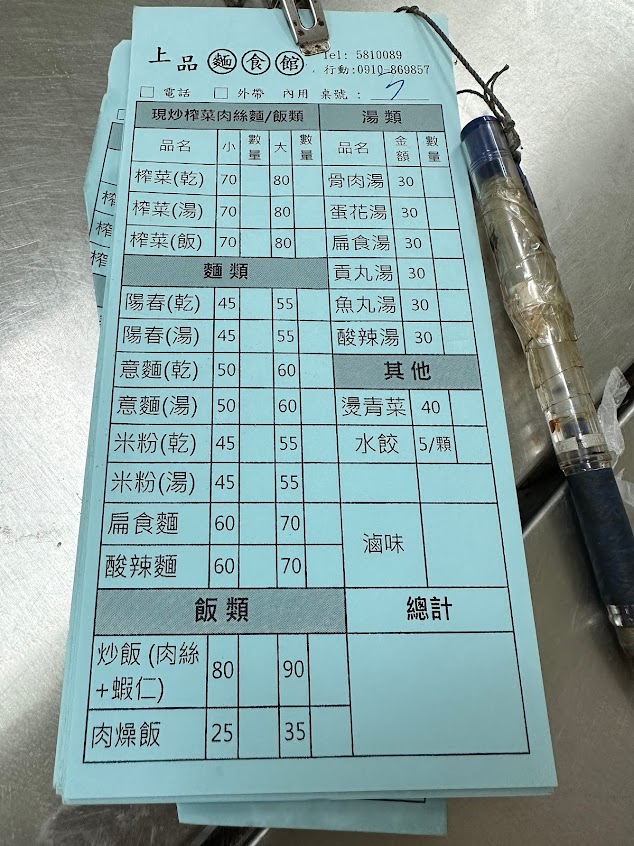 上品麵食館 Tel: 5810089
行動:0910-869857
□ 電話 □ 外帶 內用 桌號: 7
現炒榨菜肉絲麵/飯類 湯類
品名 小 數量 大 數量 品名 金額 數量
榨菜(乾) 70 80 骨肉湯 30
榨菜(湯) 70 80 蛋花湯 30
榨菜(飯) 70 80 扁食湯 30
麵類 貢丸湯 30
陽春(乾) 45 55 魚丸湯 30
陽春(湯) 45 55 酸辣湯 30
意麵(乾) 50 60 其他
意麵(湯) 50 60 燙青菜 40
米粉(乾) 45 55 水餃 5/顆
米粉(湯) 45 55
扁食麵 60 70 滷味
酸辣麵 60 70
飯類 總計
炒飯(肉絲
+蝦仁) 80 90
肉燥飯 25 35